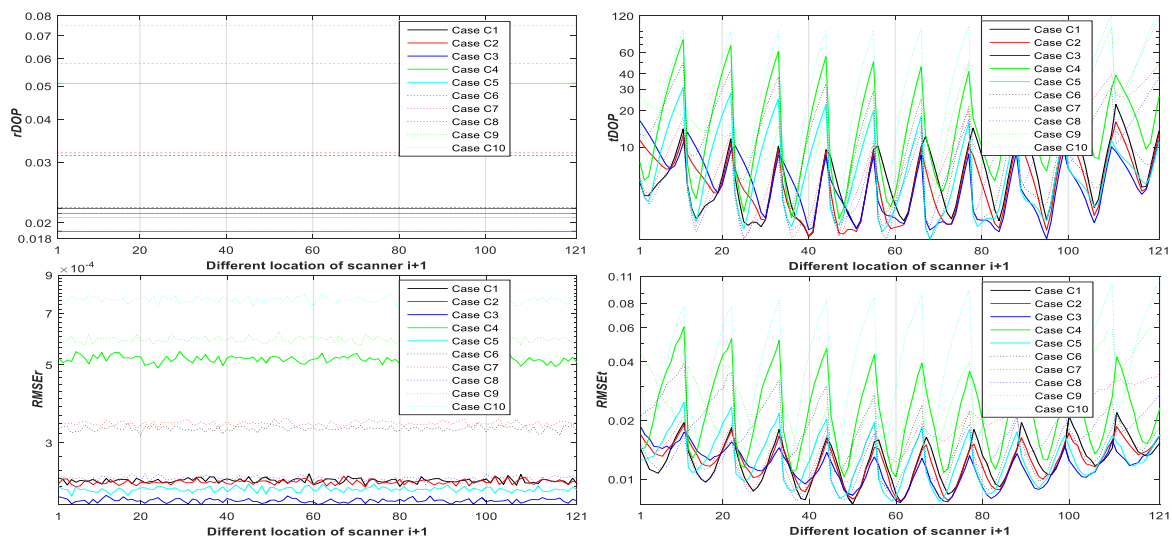 0.08
0.06
0.05
0.04
0.03
0.02
0.018
rDOP
Case C1
Case C2
Case C3
Case C4
Case C5
Case C6
Case C7
Case C8
Case C9
Case C10
1 20 40 60 80 100 121
Different location of scanner i+1
120
60
40
30
20
10
tDOP
Case C1
Case C2
Case C3
Case C4
Case C5
Case C6
Case C7
Case C8
Case C9
Case C10
1 20 40 60 80 100 121
Different location of scanner i+1
× 10⁻⁴
9
5
3
RMSEr
Case C1
Case C2
Case C3
Case C4
Case C5
Case C6
Case C7
Case C8
Case C9
Case C10
1 20 40 60 80 100 121
Different location of scanner i+1
0.11
0.08
0.06
0.04
0.02
0.01
RMSEt
Case C1
Case C2
Case C3
Case C4
Case C5
Case C6
Case C7
Case C8
Case C9
Case C10
1 20 40 60 80 100 121
Different location of scanner i+1